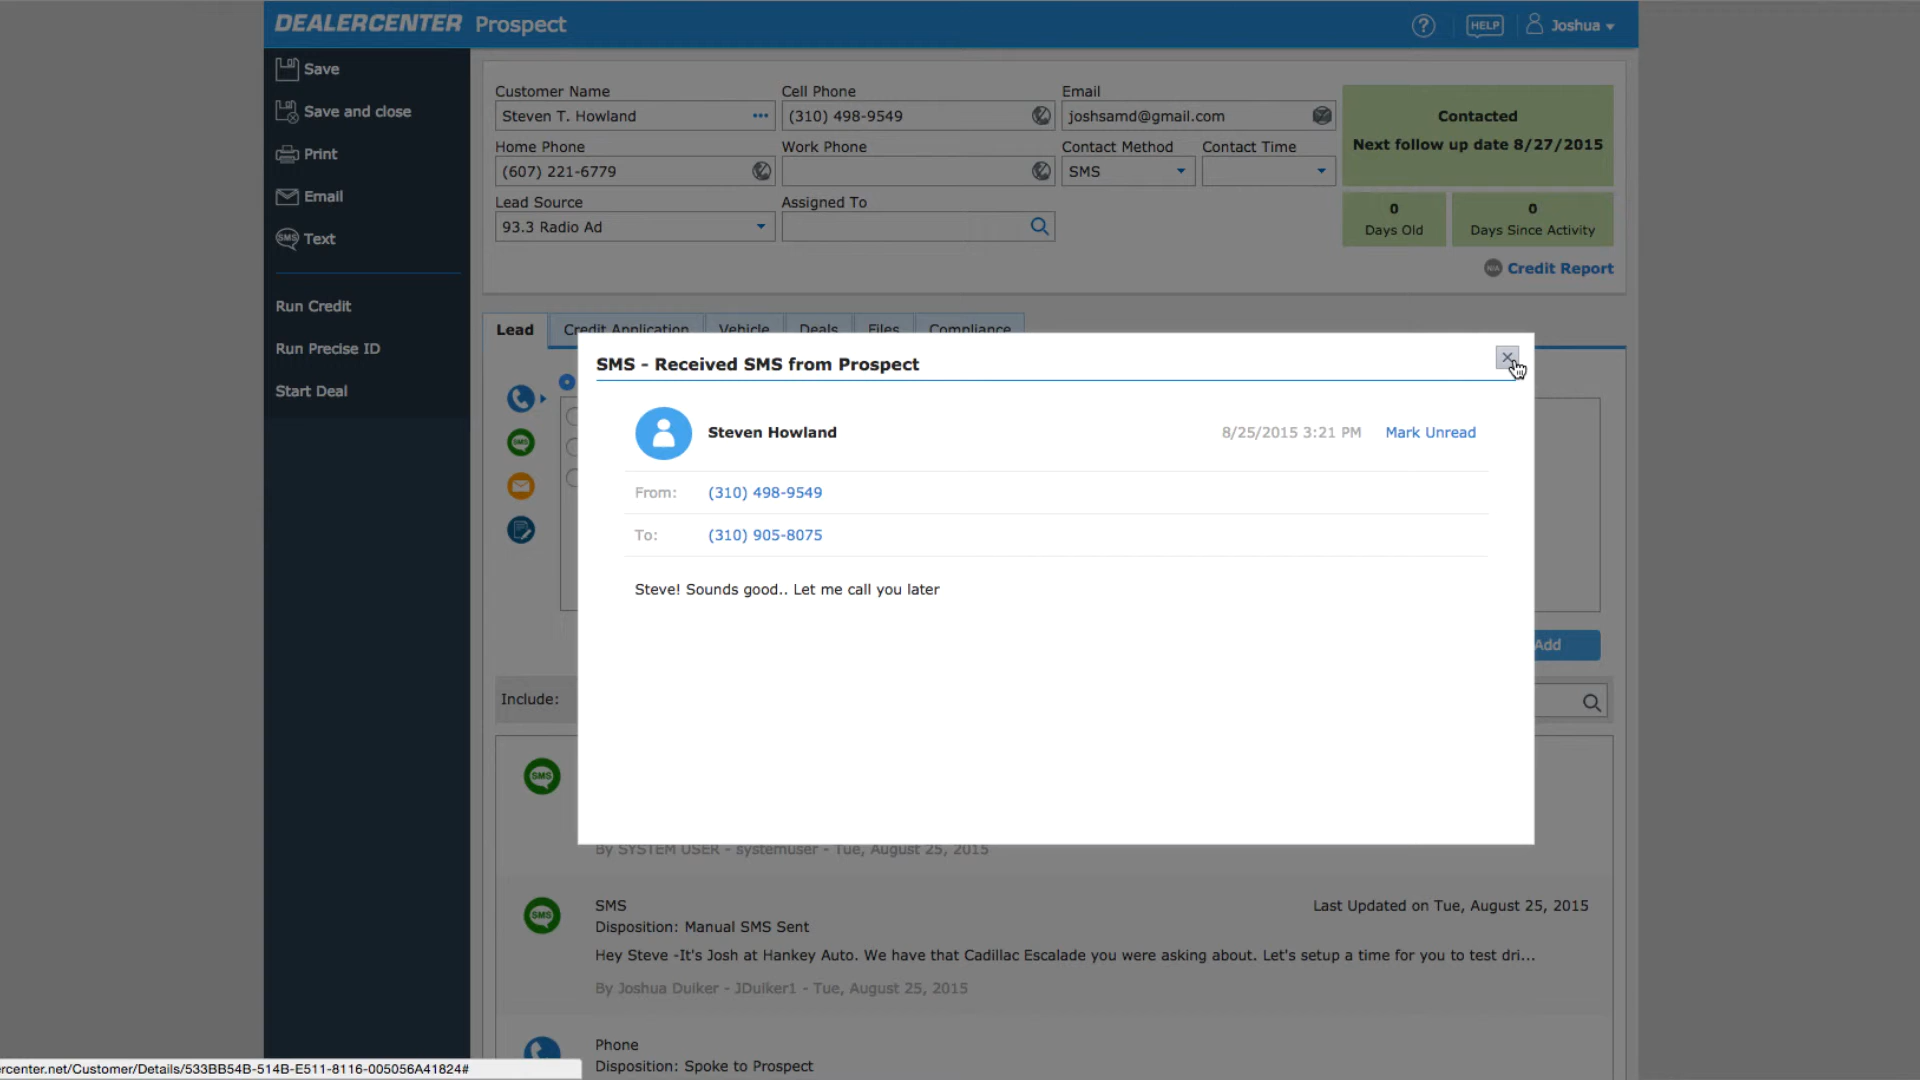 DEALERCENTER Prospect
? HELP Joshua
Save
Save and close
Print
Email
SMS Text
Run Credit
Run Precise ID
Start Deal
Customer Name Cell Phone Email
Steven T. Howland ... (310) 498-9549 joshsamd@gmail.com
Home Phone Work Phone Contact Method Contact Time
(607) 221-6779 SMS
Lead Source Assigned To
93.3 Radio Ad
Contacted
Next follow up date 8/27/2015
0 0
Days Old Days Since Activity
N/A Credit Report
Lead Credit Application Vehicle Deals Files Compliance
SMS - Received SMS from Prospect
Steven Howland 8/25/2015 3:21 PM Mark Unread
From: (310) 498-9549
To: (310) 905-8075
Steve! Sounds good.. Let me call you later
SMS
Add
Include:
SMS
By SYSTEM USER - systemuser - Tue, August 25, 2015
SMS
SMS Last Updated on Tue, August 25, 2015
Disposition: Manual SMS Sent
Hey Steve -It's Josh at Hankey Auto. We have that Cadillac Escalade you were asking about. Let's setup a time for you to test dri...
By Joshua Duiker - JDuiker1 - Tue, August 25, 2015
Phone
Disposition: Spoke to Prospect
ercenter.net/Customer/Details/533BB54B-514B-E511-8116-005056A41824#